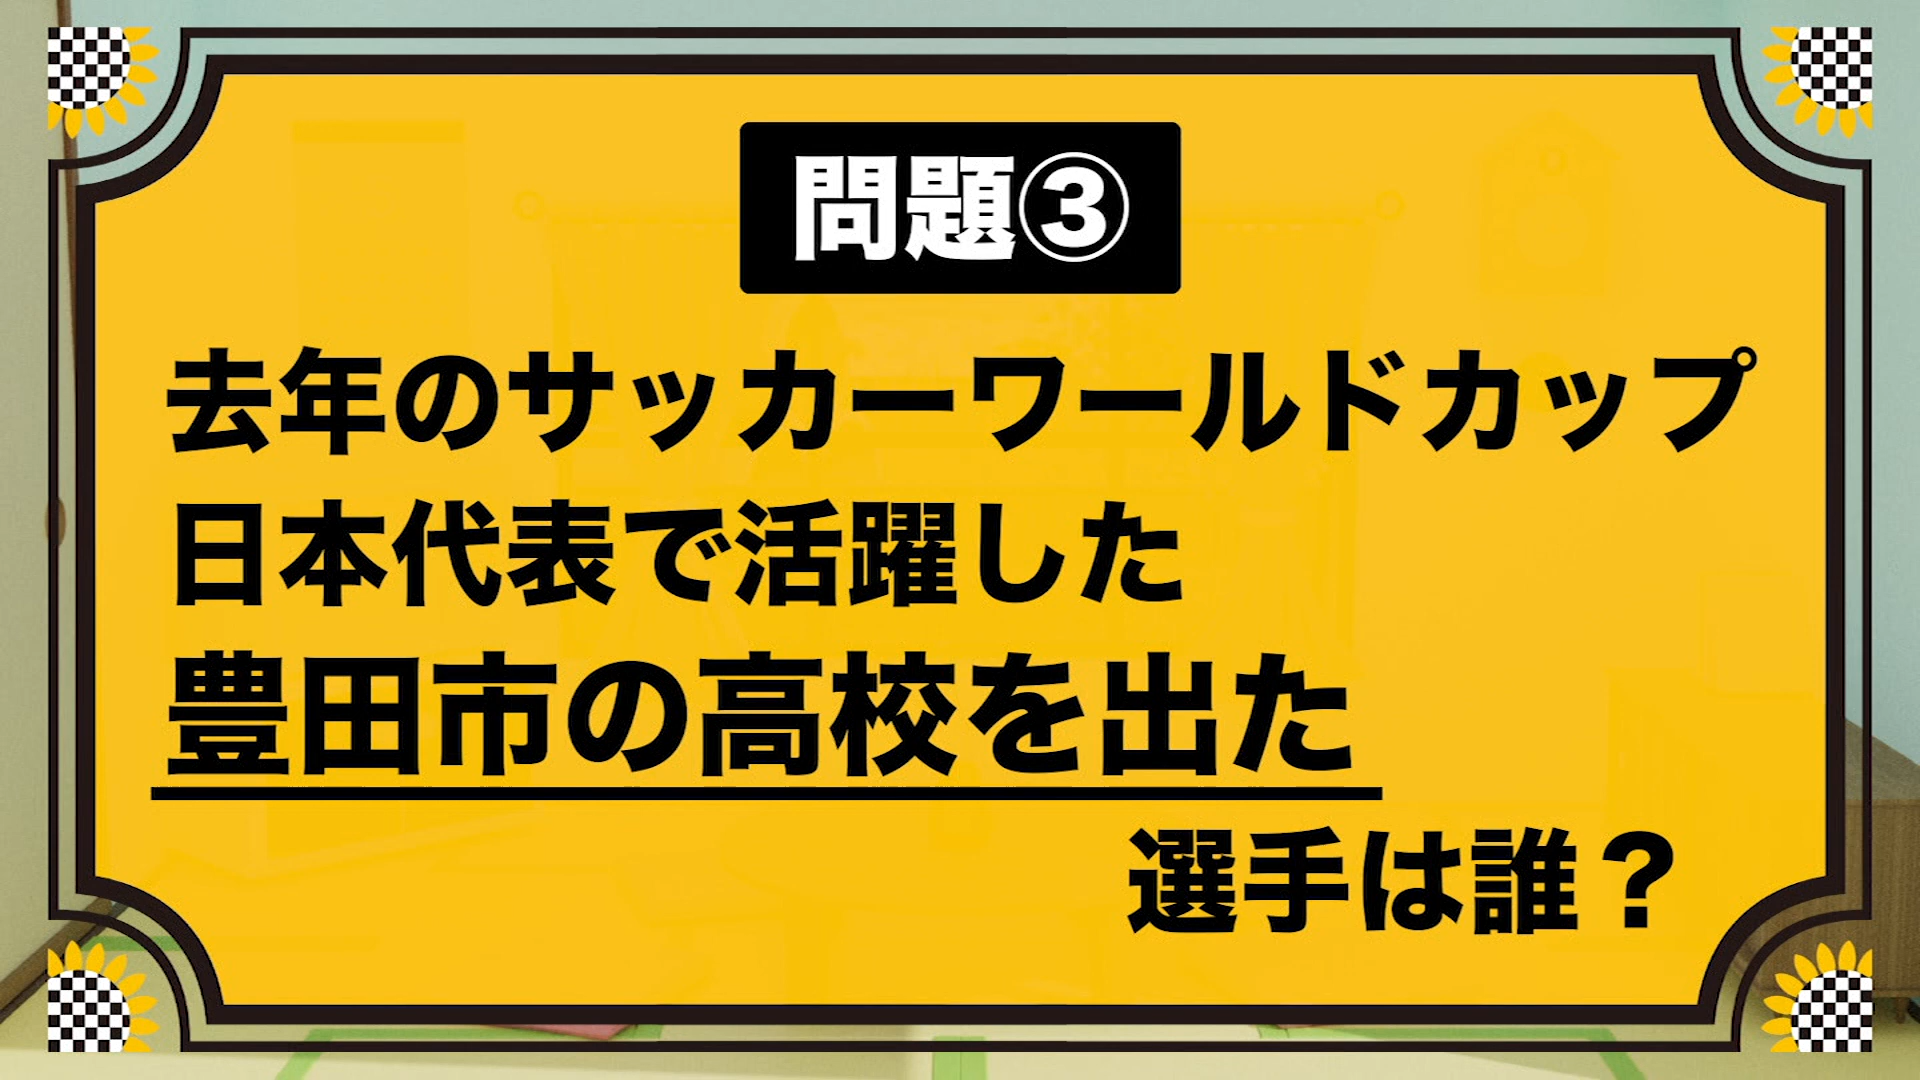 問題③
去年のサッカーワールドカップ
日本代表で活躍した
豊田市の高校を出た
選手は誰？